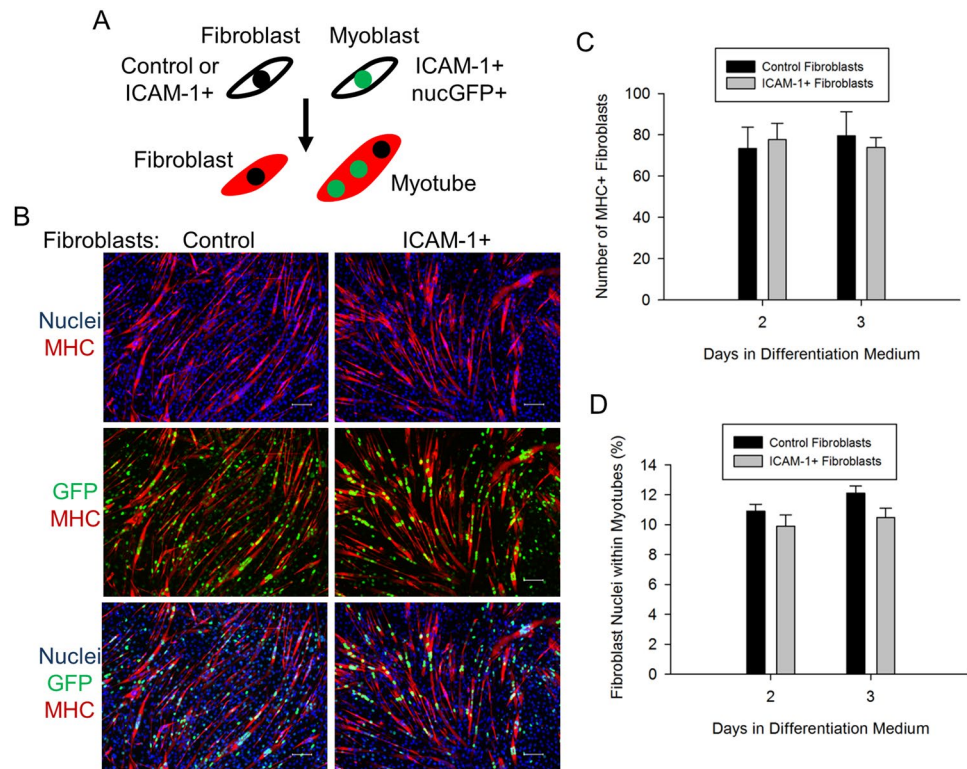 A
Fibroblast
Myoblast
Control or
ICAM-1+
ICAM-1+
nucGFP+
Fibroblast
Myotube
B
Fibroblasts: Control ICAM-1+
Nuclei
MHC
GFP
MHC
Nuclei
GFP
MHC
C
Control Fibroblasts
ICAM-1+ Fibroblasts
Number of MHC+ Fibroblasts
100
80
60
40
20
0
2 3
Days in Differentiation Medium
D
Control Fibroblasts
ICAM-1+ Fibroblasts
Fibroblast Nuclei within Myotubes (%)
14
12
10
8
6
4
2
0
2 3
Days in Differentiation Medium